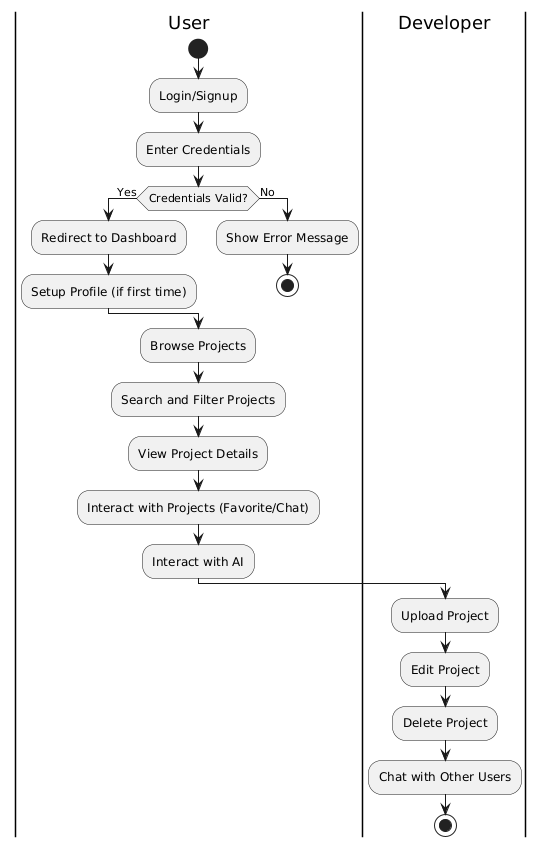 User
Developer
Login/Signup
Enter Credentials
Yes
Credentials Valid?
No
Redirect to Dashboard
Show Error Message
Setup Profile (if first time)
Browse Projects
Search and Filter Projects
View Project Details
Interact with Projects (Favorite/Chat)
Interact with AI
Upload Project
Edit Project
Delete Project
Chat with Other Users